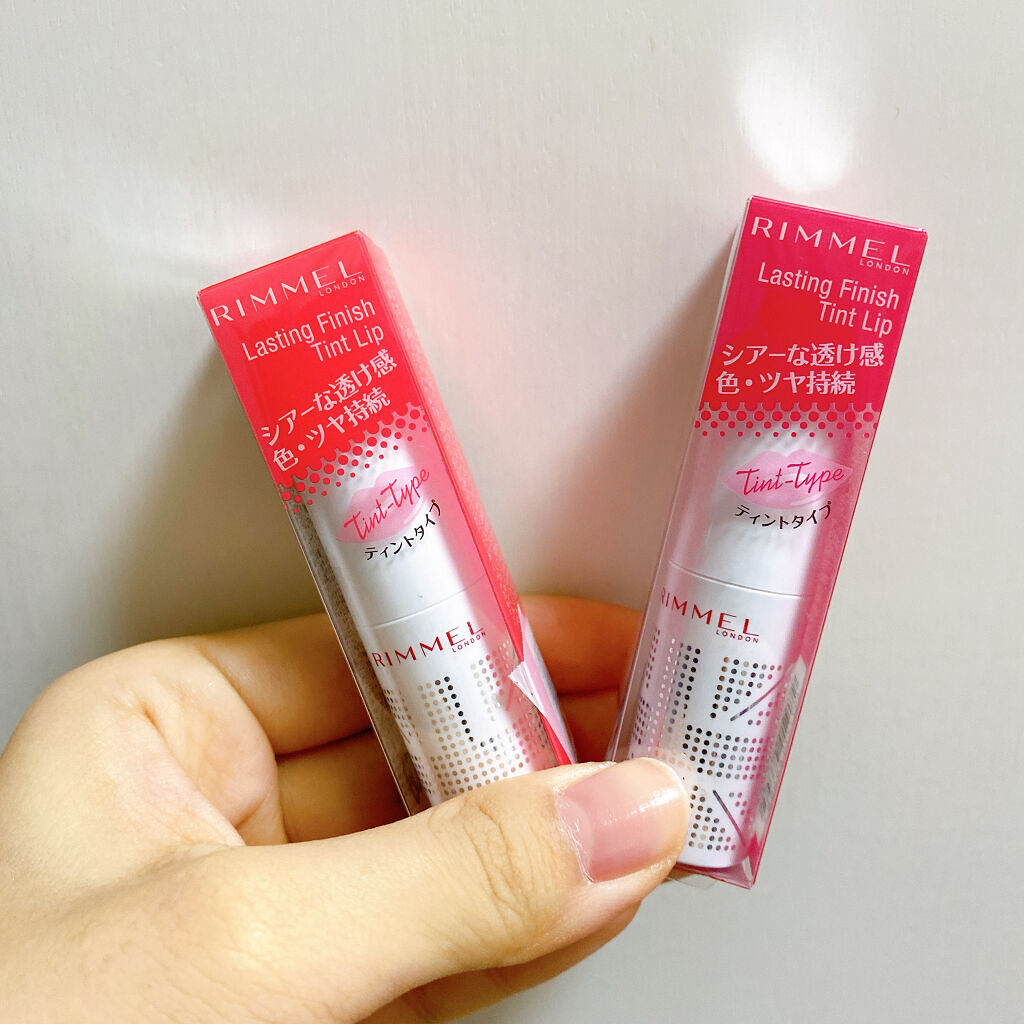 RIMMEL
LONDON
Lasting Finish
Tint Lip
シアーな透け感
色・ツヤ持続
Tint-Type
ティントタイプ
RIMMEL
LONDON
RIMMEL
LONDON
Lasting Finish
Tint Lip
シアーな透け感
色・ツヤ持続
Tint-Type
ティントタイプ
RIMMEL
LONDON